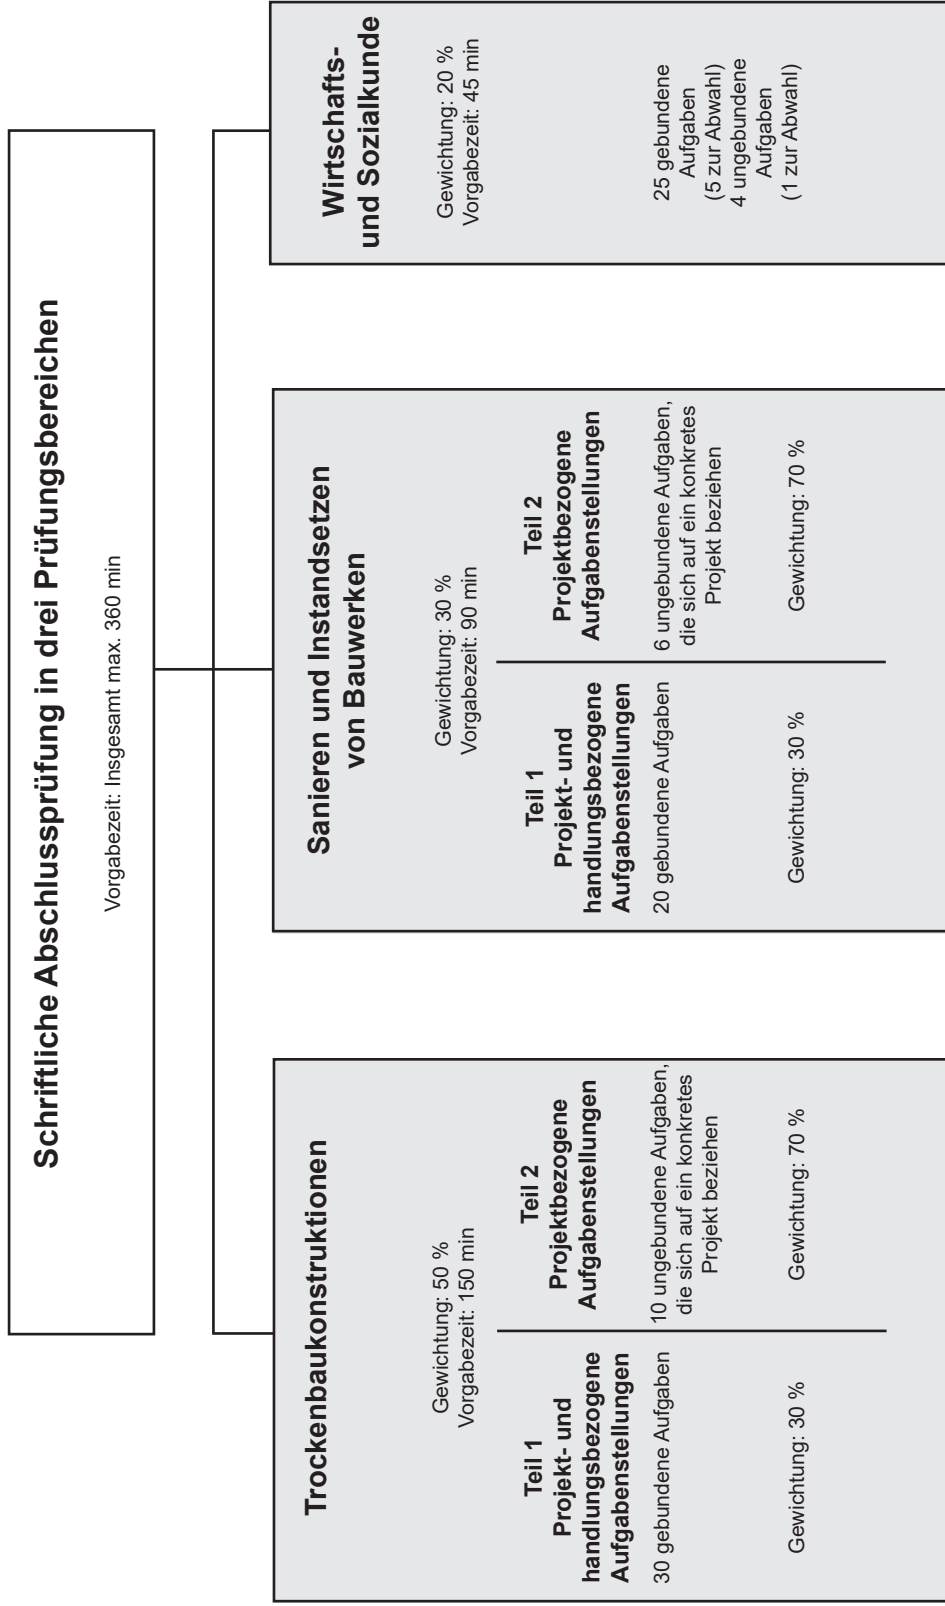 Schriftliche Abschlussprüfung in drei Prüfungsbereichen
Vorgabezeit: Insgesamt max. 360 min
Trockenbaukonstruktionen
Gewichtung: 50 %
Vorgabezeit: 150 min
Teil 1
Projekt- und
handlungsbezogene
Aufgabenstellungen
30 gebundene Aufgaben
Gewichtung: 30 %
Teil 2
Projektbezogene
Aufgabenstellungen
10 ungebundene Aufgaben,
die sich auf ein konkretes
Projekt beziehen
Gewichtung: 70 %
Sanieren und Instandsetzen
von Bauwerken
Gewichtung: 30 %
Vorgabezeit: 90 min
Teil 1
Projekt- und
handlungsbezogene
Aufgabenstellungen
20 gebundene Aufgaben
Gewichtung: 30 %
Teil 2
Projektbezogene
Aufgabenstellungen
6 ungebundene Aufgaben,
die sich auf ein konkretes
Projekt beziehen
Gewichtung: 70 %
Wirtschafts-
und Sozialkunde
Gewichtung: 20 %
Vorgabezeit: 45 min
25 gebundene
Aufgaben
(5 zur Abwahl)
4 ungebundene
Aufgaben
(1 zur Abwahl)